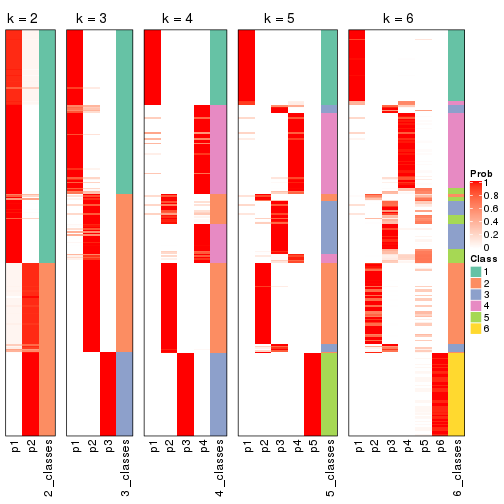 k = 2
k = 3
k = 4
k = 5
k = 6
Prob
1
0.8
0.6
0.4
0.2
0
Class
1
2
3
4
5
6
p1
p2
2_classes
p1
p2
p3
3_classes
p1
p2
p3
p4
4_classes
p1
p2
p3
p4
p5
5_classes
p1
p2
p3
p4
p5
p6
6_classes